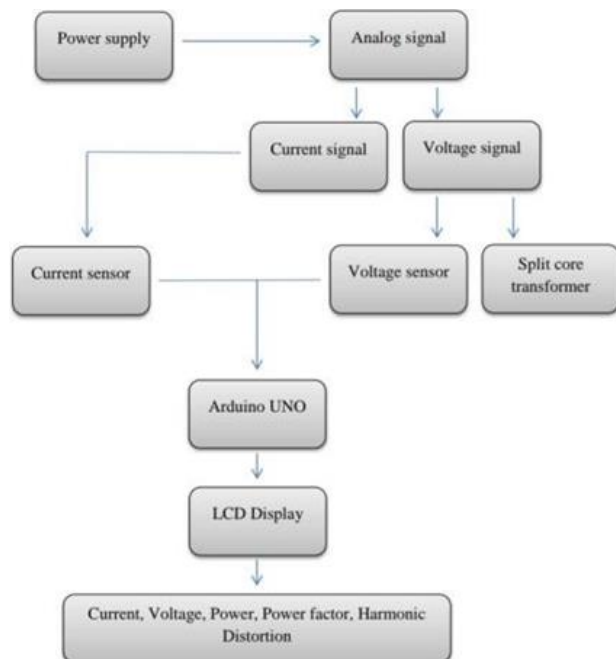 Power supply
Analog signal
Current signal
Voltage signal
Current sensor
Voltage sensor
Split core
transformer
Arduino UNO
LCD Display
Current, Voltage, Power, Power factor, Harmonic
Distortion